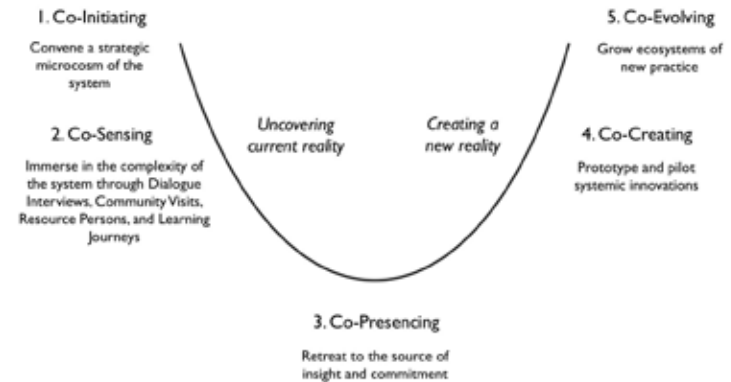 1. Co-Initiating
Convene a strategic
microcosm of the
system
2. Co-Sensing
Immerse in the complexity of
the system through Dialogue
Interviews, Community Visits,
Resource Persons, and Learning
Journeys
Uncovering
current reality
3. Co-Presencing
Retreat to the source of
insight and commitment
Creating a
new reality
4. Co-Creating
Prototype and pilot
systemic innovations
5. Co-Evolving
Grow ecosystems of
new practice